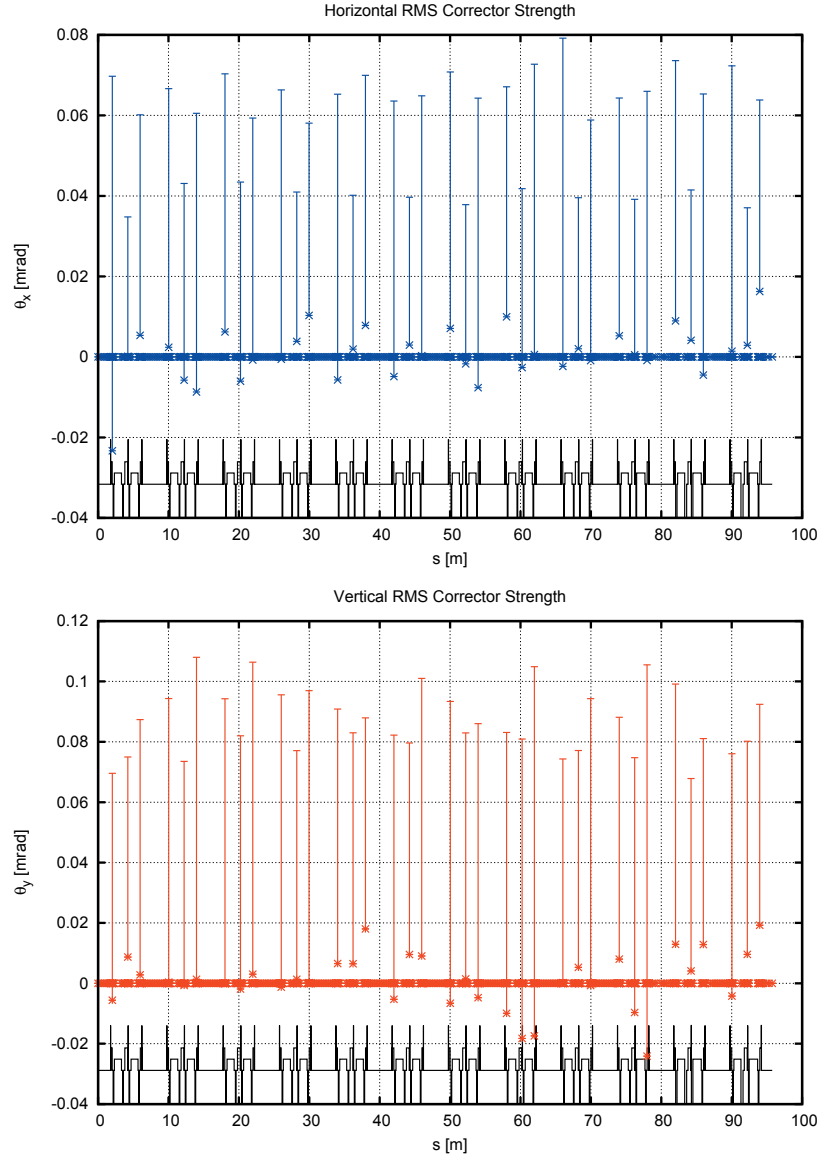 Horizontal RMS Corrector Strength
0.08
0.06
0.04
0.02
0
-0.02
-0.04
θx [mrad]
0 10 20 30 40 50 60 70 80 90 100
s [m]
Vertical RMS Corrector Strength
0.12
0.1
0.08
0.06
0.04
0.02
0
-0.02
-0.04
θy [mrad]
0 10 20 30 40 50 60 70 80 90 100
s [m]